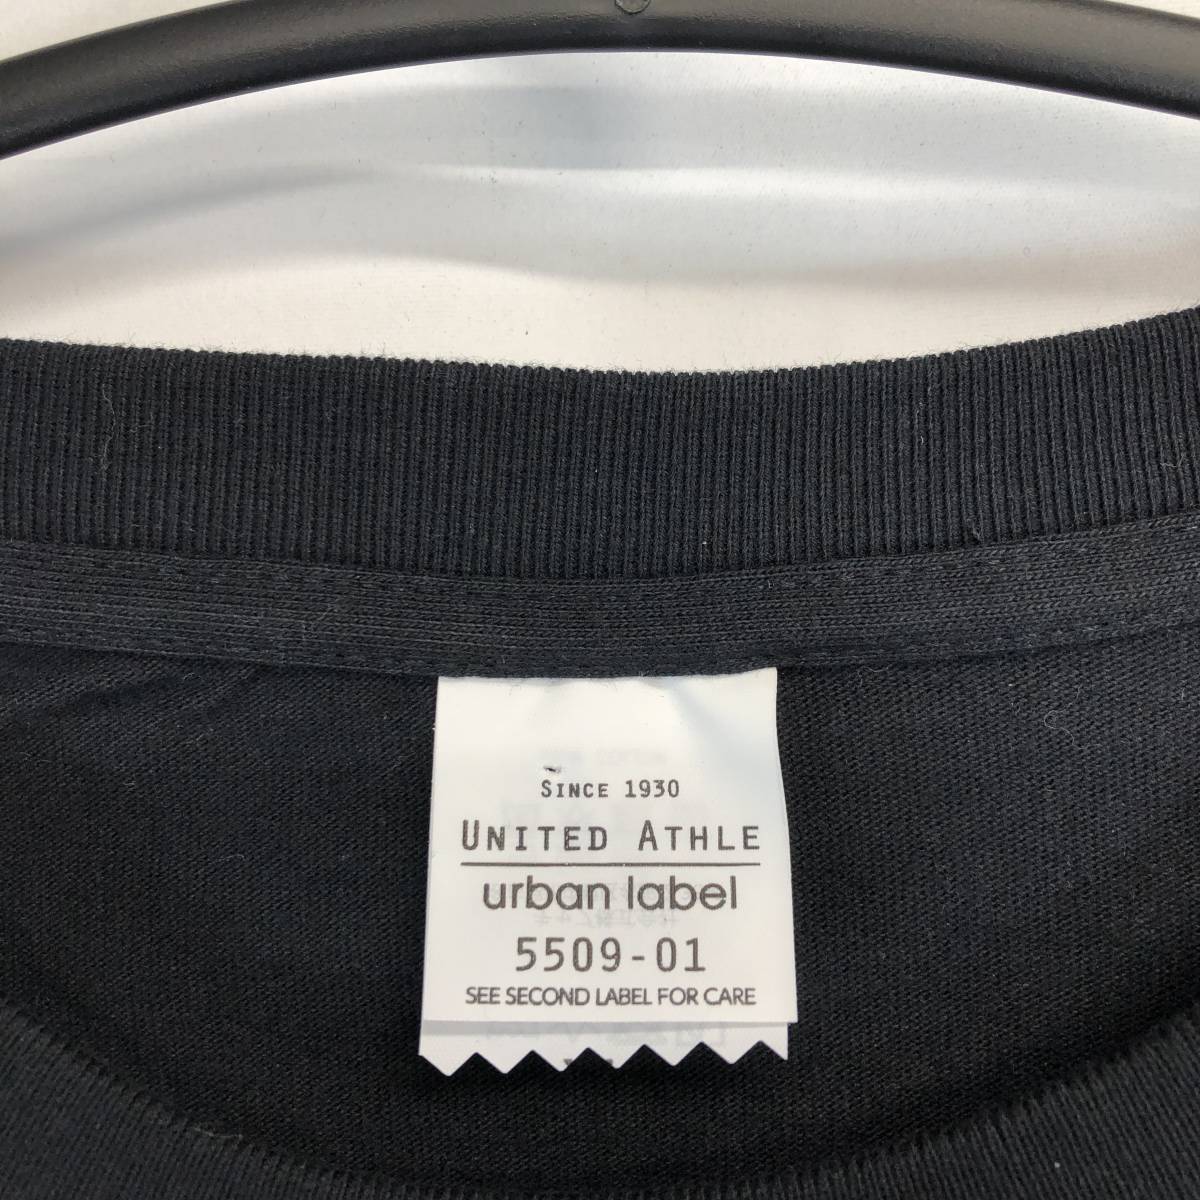 SINCE 1930
UNITED ATHLE
urban label
5509-01
SEE SECOND LABEL FOR CARE